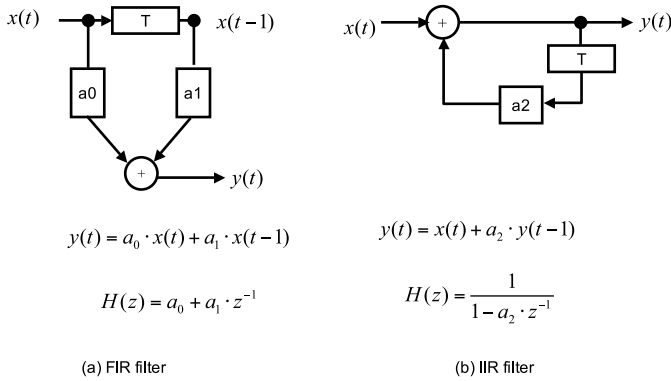 x(t) T x(t−1)
a0 a1
+
y(t)
y(t) = a₀ · x(t) + a₁ · x(t−1)
H(z) = a₀ + a₁ · z⁻¹
(a) FIR filter
x(t) + y(t)
T
a2
y(t) = x(t) + a₂ · y(t−1)
H(z) = 1 / (1 − a₂ · z⁻¹)
(b) IIR filter